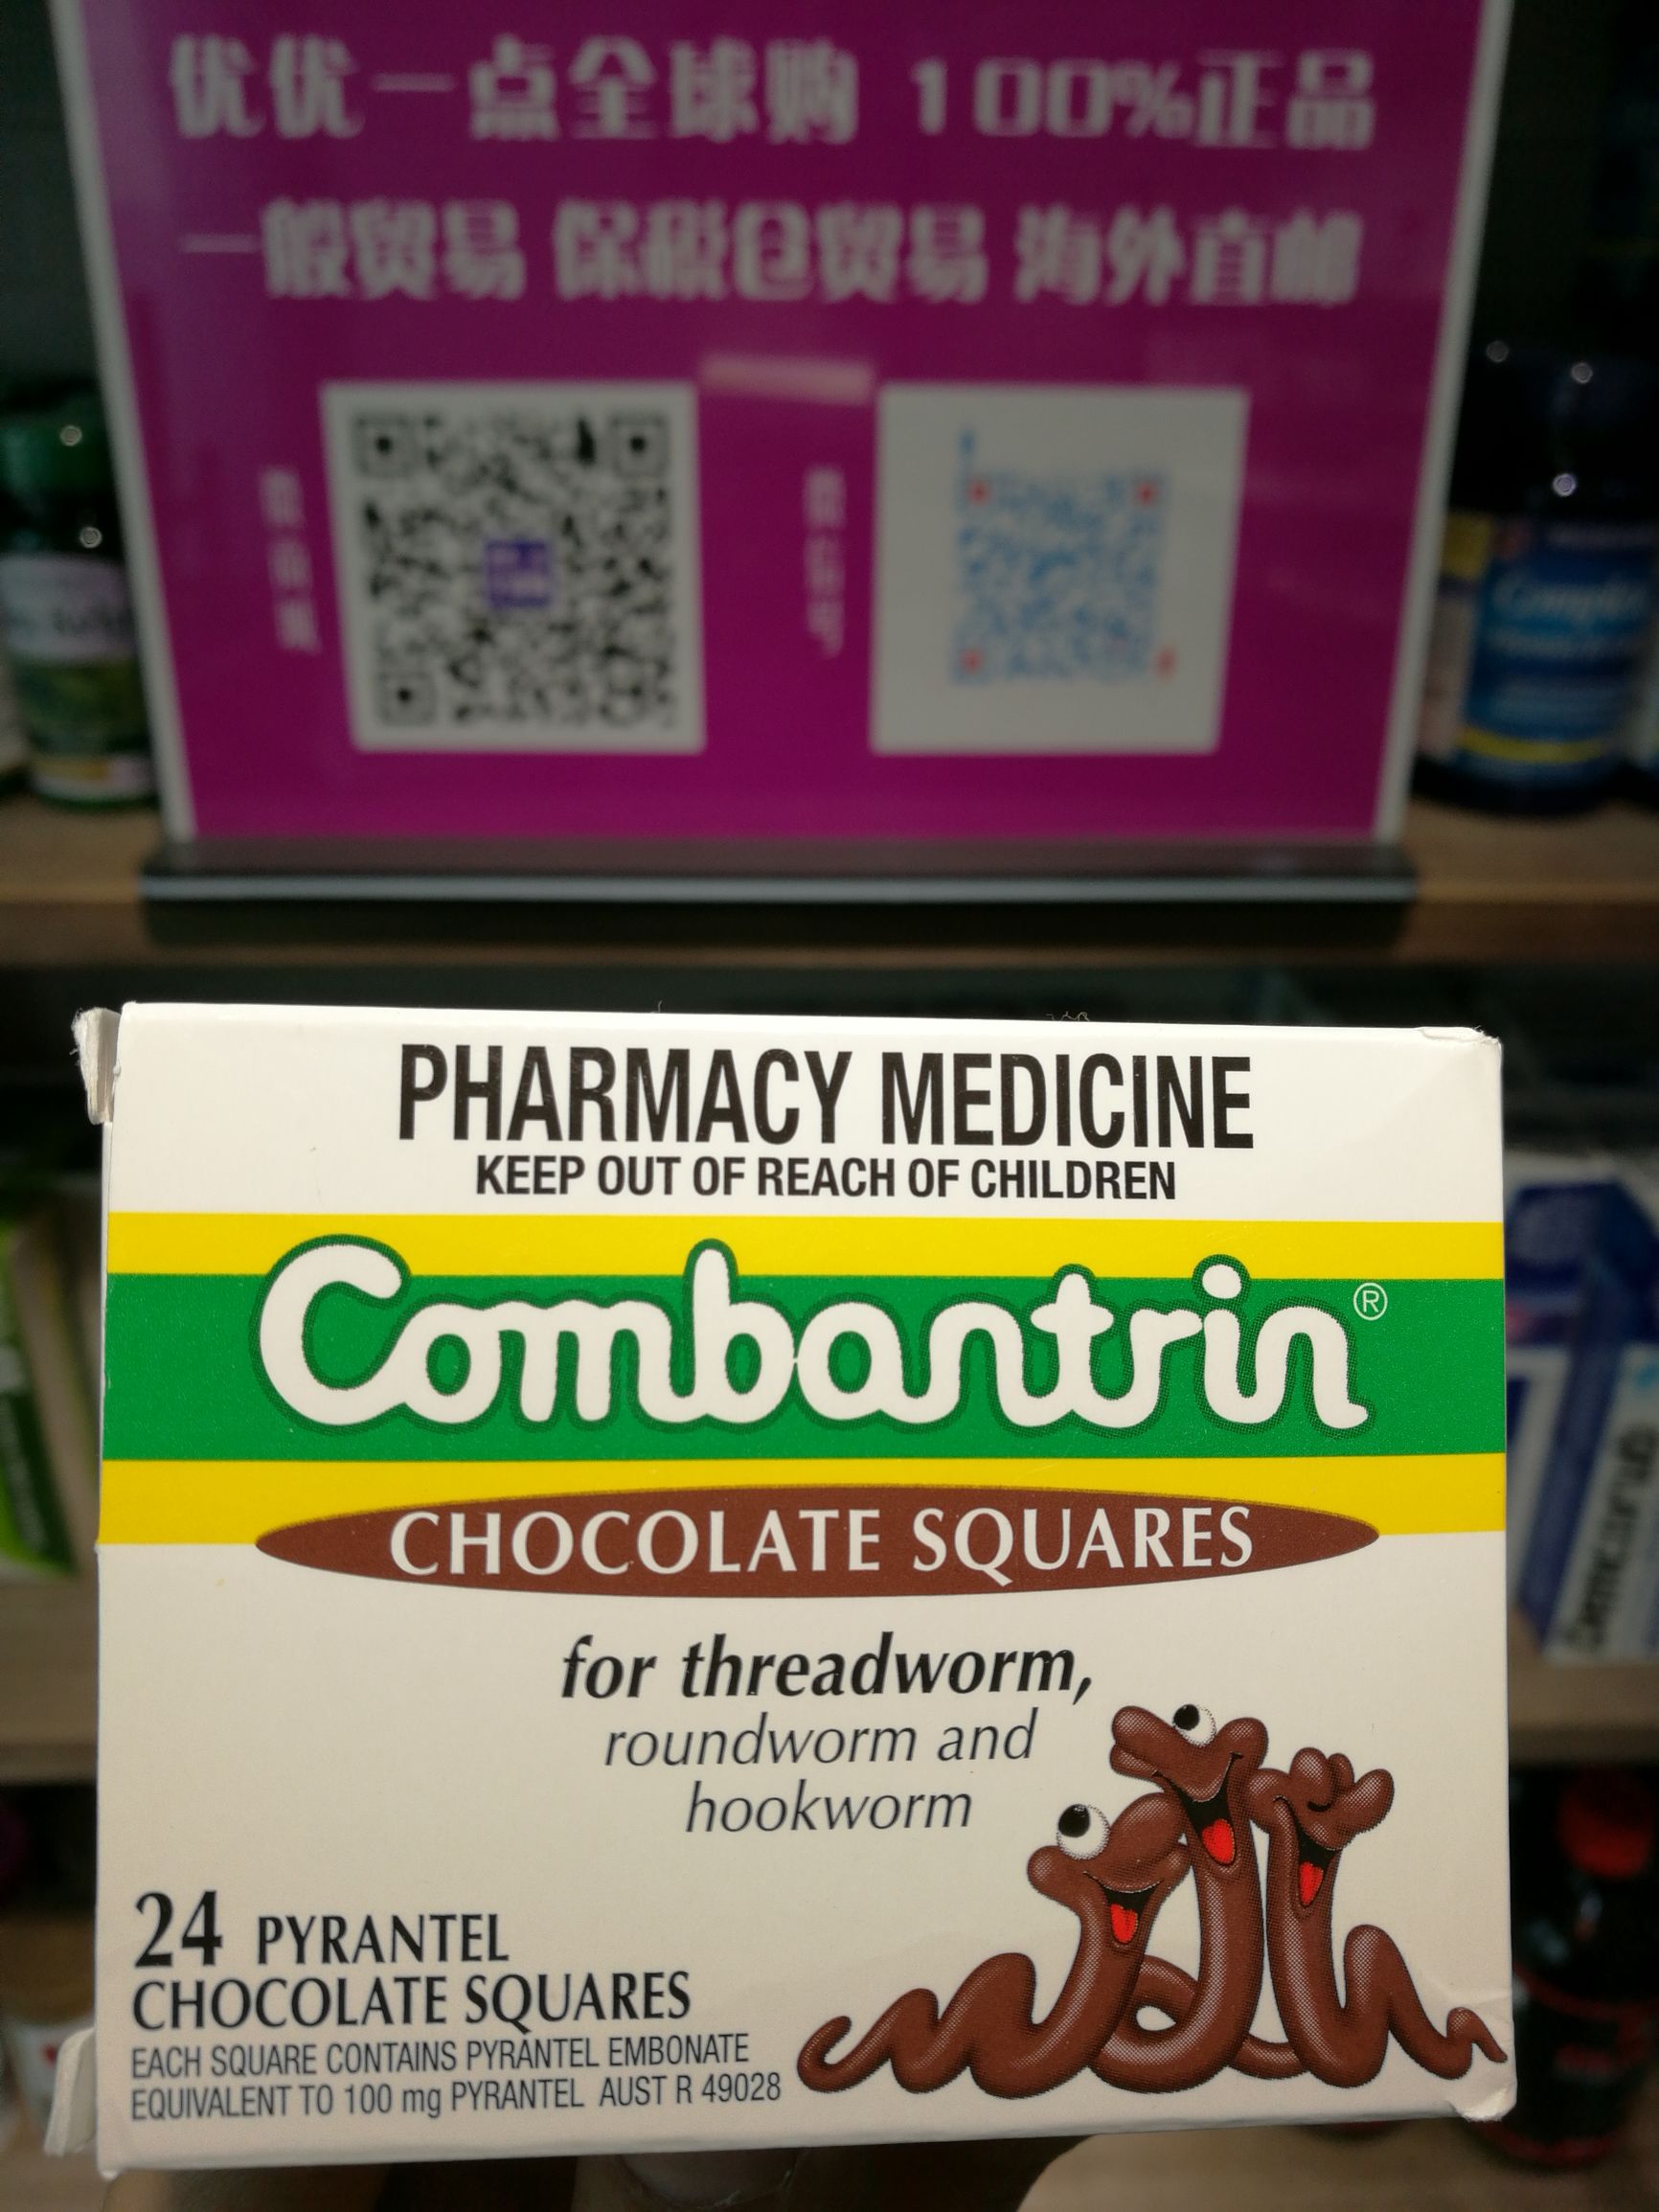 优优一点全球购 100%正品
一般贸易 保税仓贸易 海外直邮
PHARMACY MEDICINE
KEEP OUT OF REACH OF CHILDREN
Combantrin®
CHOCOLATE SQUARES
for threadworm,
roundworm and
hookworm
24 PYRANTEL
CHOCOLATE SQUARES
EACH SQUARE CONTAINS PYRANTEL EMBONATE
EQUIVALENT TO 100 mg PYRANTEL AUST R 49028